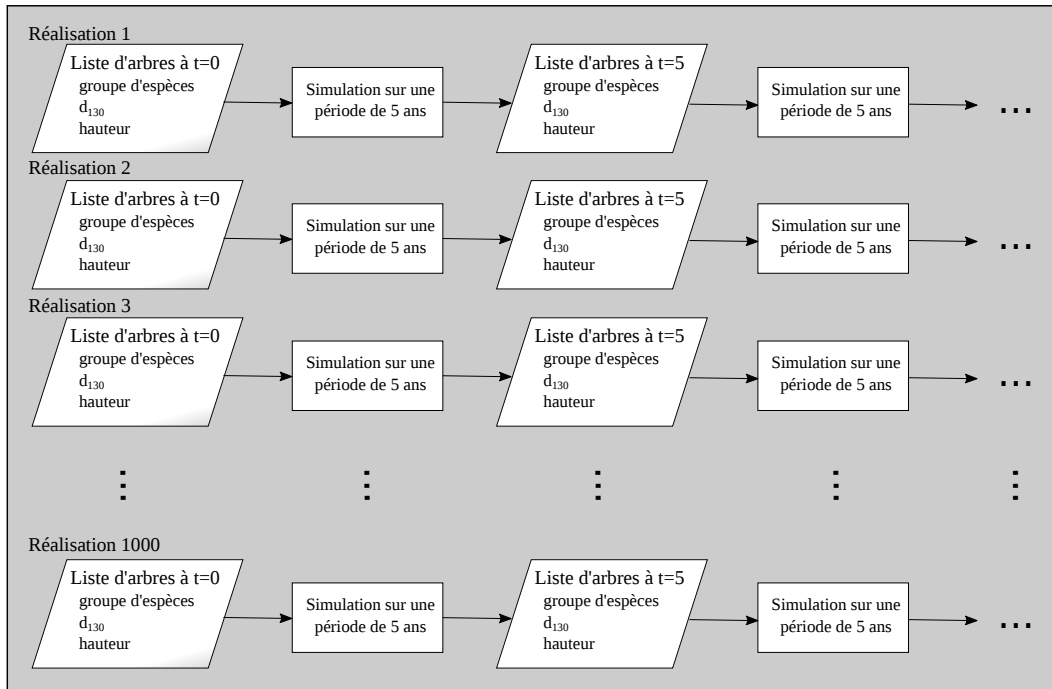 Réalisation 1
Liste d'arbres à t=0
groupe d'espèces
d₁₃₀
hauteur
Simulation sur une
période de 5 ans
Liste d'arbres à t=5
groupe d'espèces
d₁₃₀
hauteur
Simulation sur une
période de 5 ans
...
Réalisation 2
Liste d'arbres à t=0
groupe d'espèces
d₁₃₀
hauteur
Simulation sur une
période de 5 ans
Liste d'arbres à t=5
groupe d'espèces
d₁₃₀
hauteur
Simulation sur une
période de 5 ans
...
Réalisation 3
Liste d'arbres à t=0
groupe d'espèces
d₁₃₀
hauteur
Simulation sur une
période de 5 ans
Liste d'arbres à t=5
groupe d'espèces
d₁₃₀
hauteur
Simulation sur une
période de 5 ans
...
Réalisation 1000
Liste d'arbres à t=0
groupe d'espèces
d₁₃₀
hauteur
Simulation sur une
période de 5 ans
Liste d'arbres à t=5
groupe d'espèces
d₁₃₀
hauteur
Simulation sur une
période de 5 ans
...